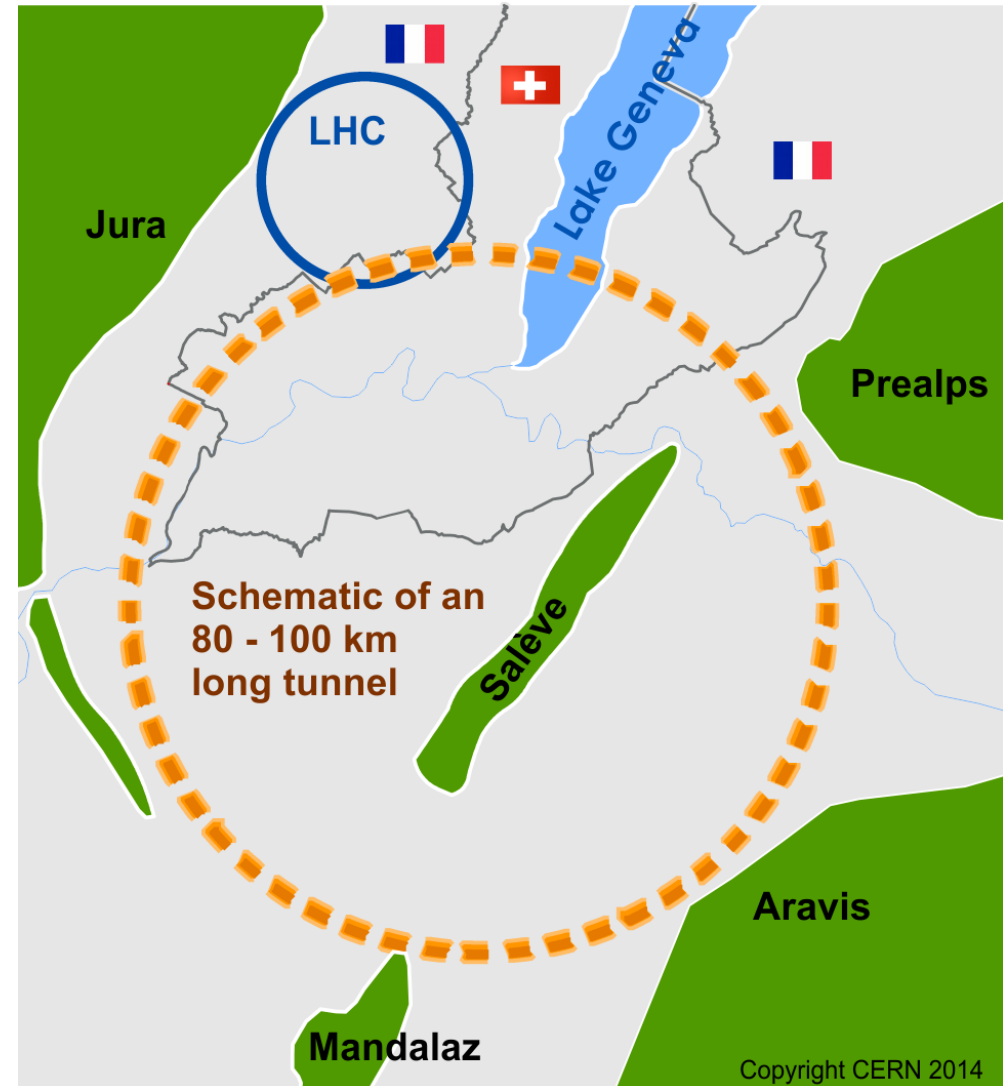 LHC
Lake Geneva
Jura
Prealps
Schematic of an
80 - 100 km
long tunnel
Salève
Aravis
Mandalaz
Copyright CERN 2014